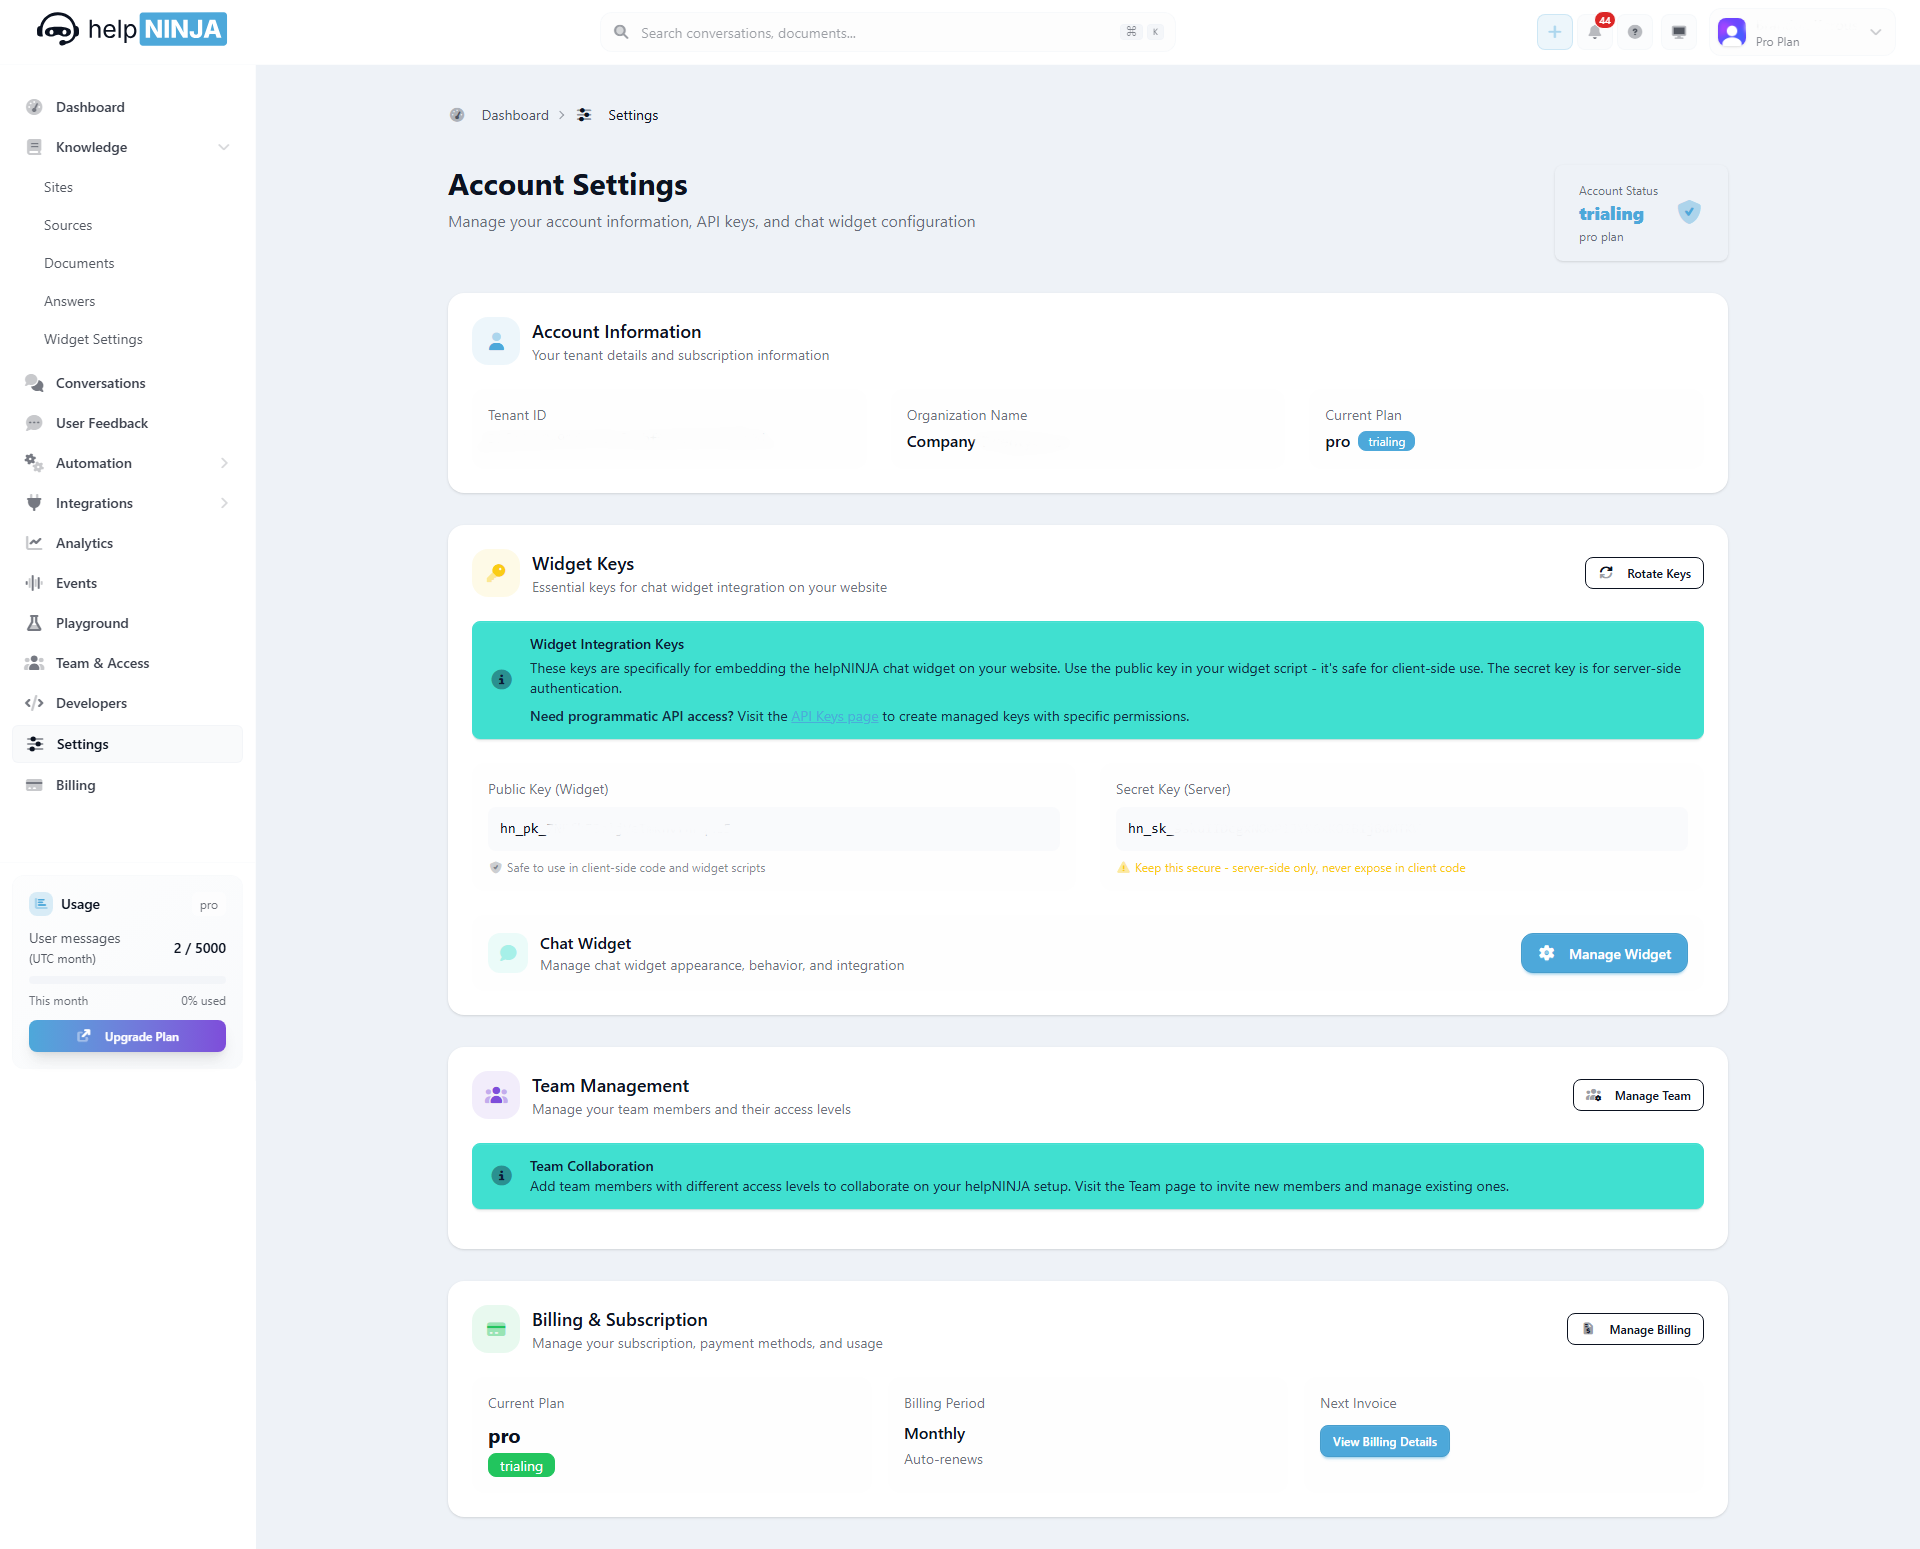 help NINJA
Search conversations, documents...
⌘ K
44
Pro Plan
Dashboard
Knowledge
Sites
Sources
Documents
Answers
Widget Settings
Conversations
User Feedback
Automation
Integrations
Analytics
Events
Playground
Team & Access
Developers
Settings
Billing
Usage
pro
User messages
(UTC month)
2 / 5000
This month
0% used
Upgrade Plan
Dashboard > Settings
Account Settings
Manage your account information, API keys, and chat widget configuration
Account Status
trialing
pro plan
Account Information
Your tenant details and subscription information
Tenant ID
Organization Name
Company
Current Plan
pro trialing
Widget Keys
Essential keys for chat widget integration on your website
Rotate Keys
Widget Integration Keys
These keys are specifically for embedding the helpNINJA chat widget on your website. Use the public key in your widget script - it's safe for client-side use. The secret key is for server-side
authentication.
Need programmatic API access? Visit the API Keys page to create managed keys with specific permissions.
Public Key (Widget)
hn_pk_
Safe to use in client-side code and widget scripts
Secret Key (Server)
hn_sk_
Keep this secure - server-side only, never expose in client code
Chat Widget
Manage chat widget appearance, behavior, and integration
Manage Widget
Team Management
Manage your team members and their access levels
Manage Team
Team Collaboration
Add team members with different access levels to collaborate on your helpNINJA setup. Visit the Team page to invite new members and manage existing ones.
Billing & Subscription
Manage your subscription, payment methods, and usage
Manage Billing
Current Plan
pro
trialing
Billing Period
Monthly
Auto-renews
Next Invoice
View Billing Details